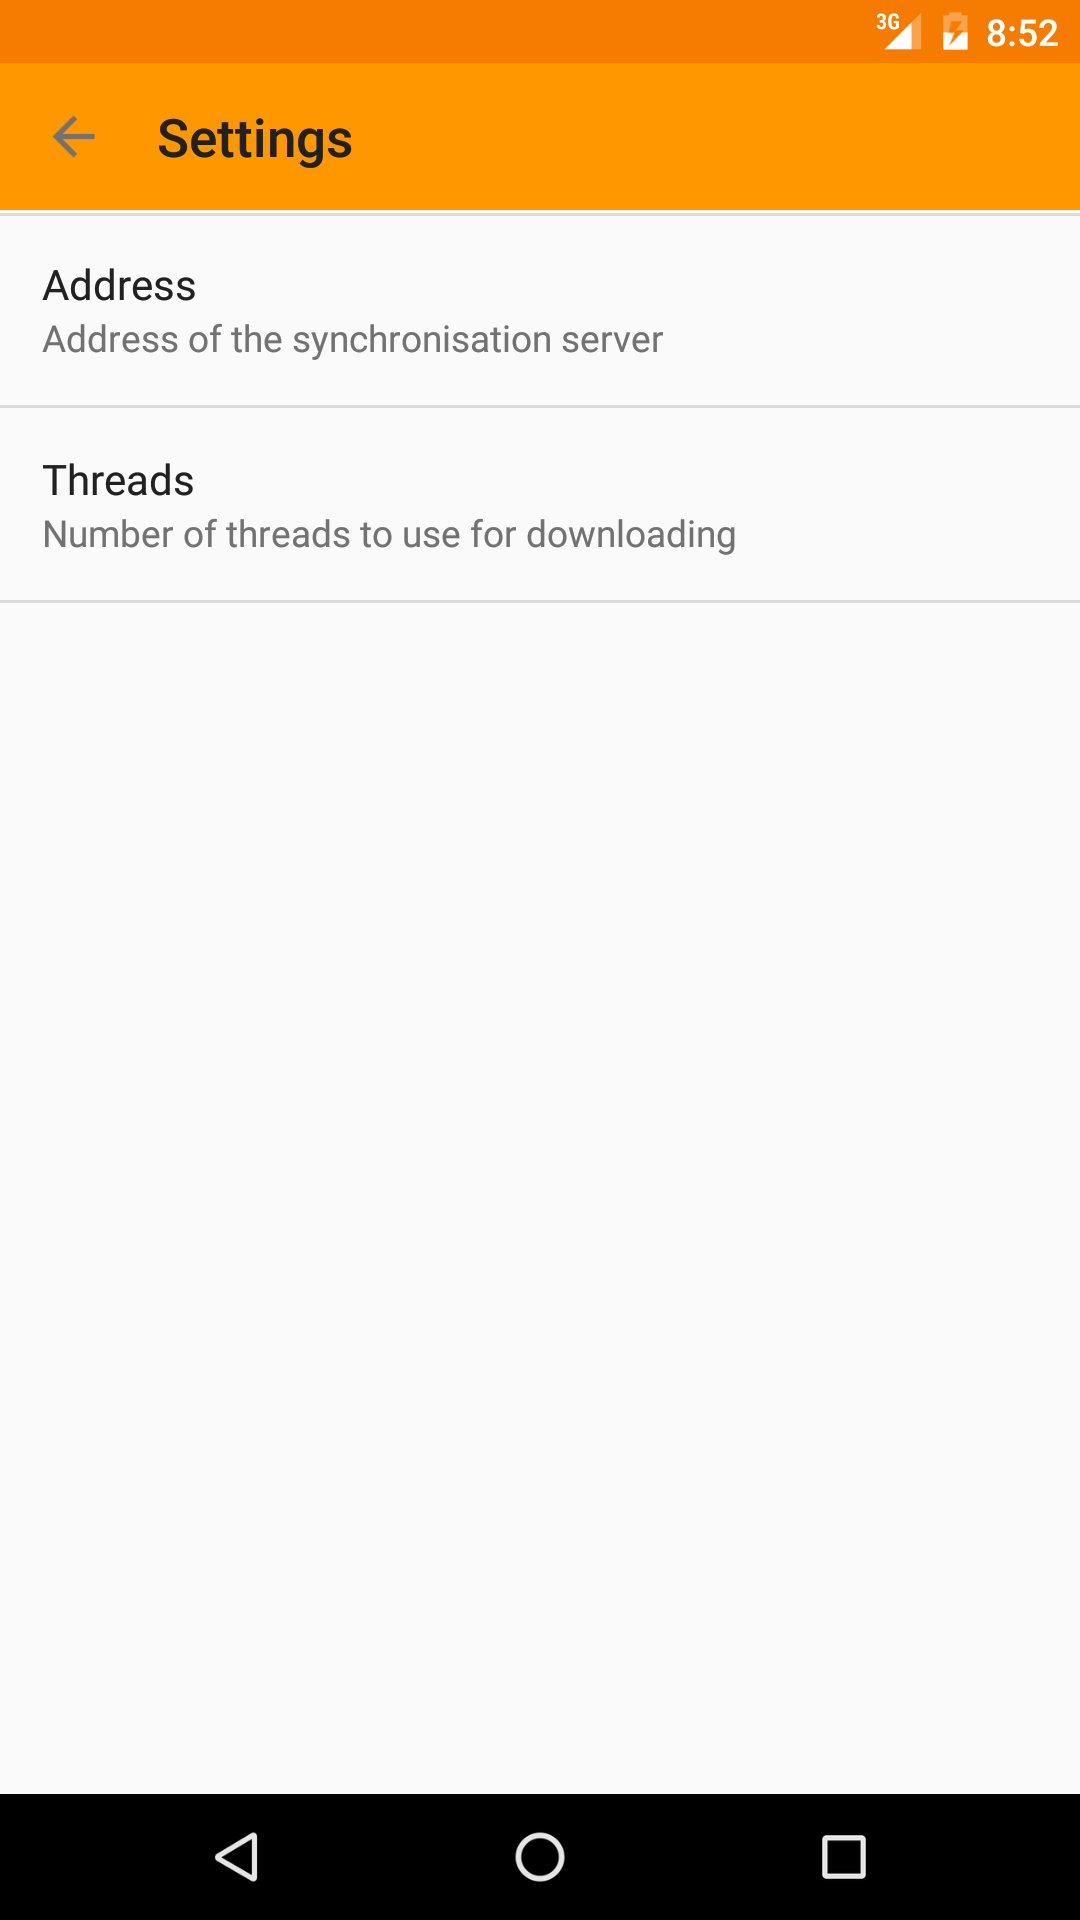 3G 8:52
Settings
Address
Address of the synchronisation server
Threads
Number of threads to use for downloading